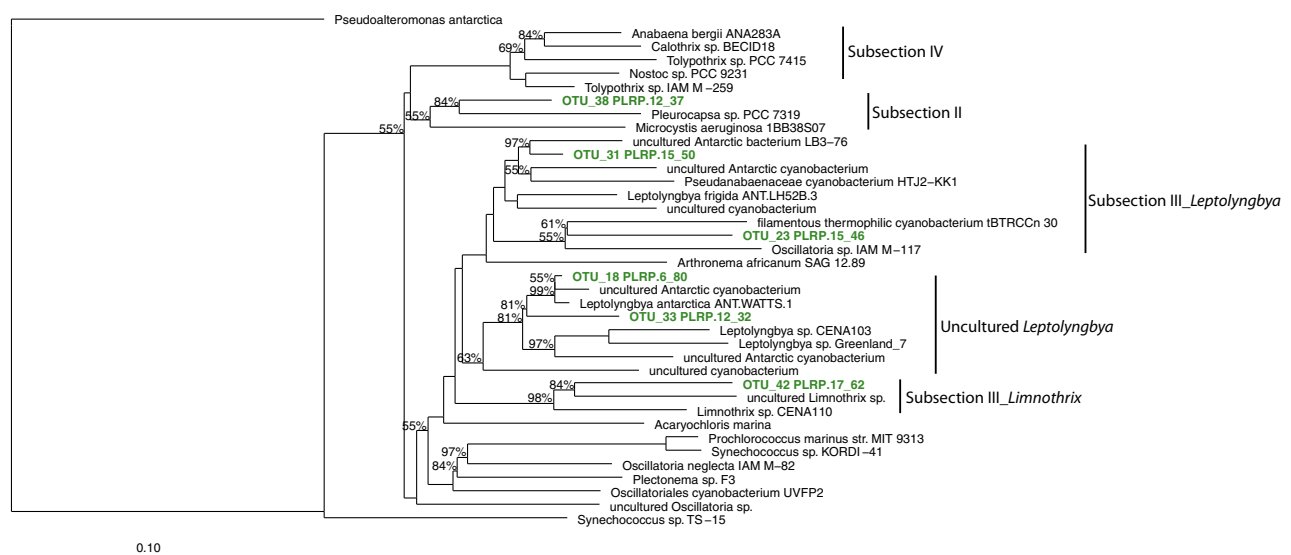 Pseudoalteromonas antarctica
84%
Anabaena bergii ANA283A
Calothrix sp. BECID18
69%
Tolypothrix sp. PCC 7415
Subsection IV
Nostoc sp. PCC 9231
Tolypothrix sp. IAM M-259
84%
OTU_38 PLRP.12_37
55%
Pleurocapsa sp. PCC 7319
Subsection II
55%
Microcystis aeruginosa 1BB38S07
97%
uncultured Antarctic bacterium LB3-76
OTU_31 PLRP.15_50
55%
uncultured Antarctic cyanobacterium
Pseudanabaenaceae cyanobacterium HTJ2-KK1
Leptolyngbya frigida ANT.LH52B.3
Subsection III_Leptolyngbya
uncultured cyanobacterium
61%
filamentous thermophilic cyanobacterium tBTRCCn 30
55%
OTU_23 PLRP.15_46
Oscillatoria sp. IAM M-117
Arthronema africanum SAG 12.89
55%
OTU_18 PLRP.6_80
99%
uncultured Antarctic cyanobacterium
81%
Leptolyngbya antarctica ANT.WATTS.1
81%
OTU_33 PLRP.12_32
Uncultured Leptolyngbya
Leptolyngbya sp. CENA103
97%
Leptolyngbya sp. Greenland_7
63%
uncultured Antarctic cyanobacterium
uncultured cyanobacterium
84%
OTU_42 PLRP.17_62
98%
uncultured Limnothrix sp.
Subsection III_Limnothrix
Limnothrix sp. CENA110
55%
Acaryochloris marina
Prochlorococcus marinus str. MIT 9313
97%
Synechococcus sp. KORDI-41
84%
Oscillatoria neglecta IAM M-82
Plectonema sp. F3
Oscillatoriales cyanobacterium UVFP2
uncultured Oscillatoria sp.
Synechococcus sp. TS-15
0.10